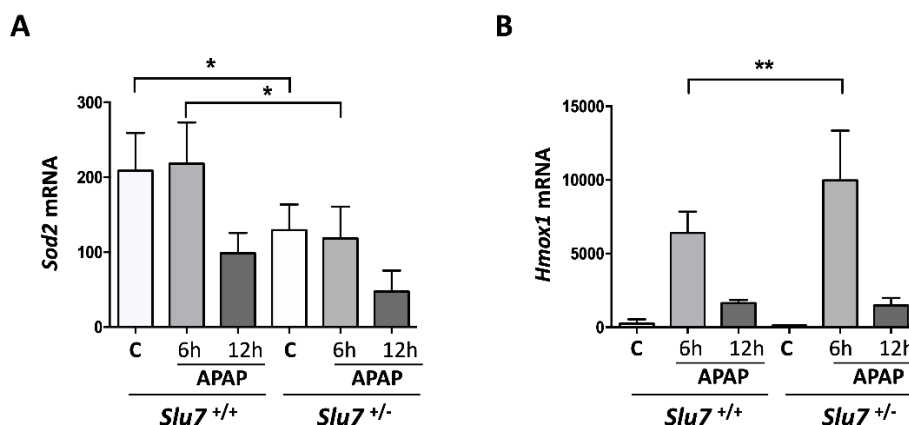 A
*
*
Sod2 mRNA
300
200
100
0
C 6h 12h C 6h 12h
APAP APAP
Slu7 +/+ Slu7 +/-
B
**
Hmox1 mRNA
15000
10000
5000
0
C 6h 12h C 6h 12h
APAP APAP
Slu7 +/+ Slu7 +/-